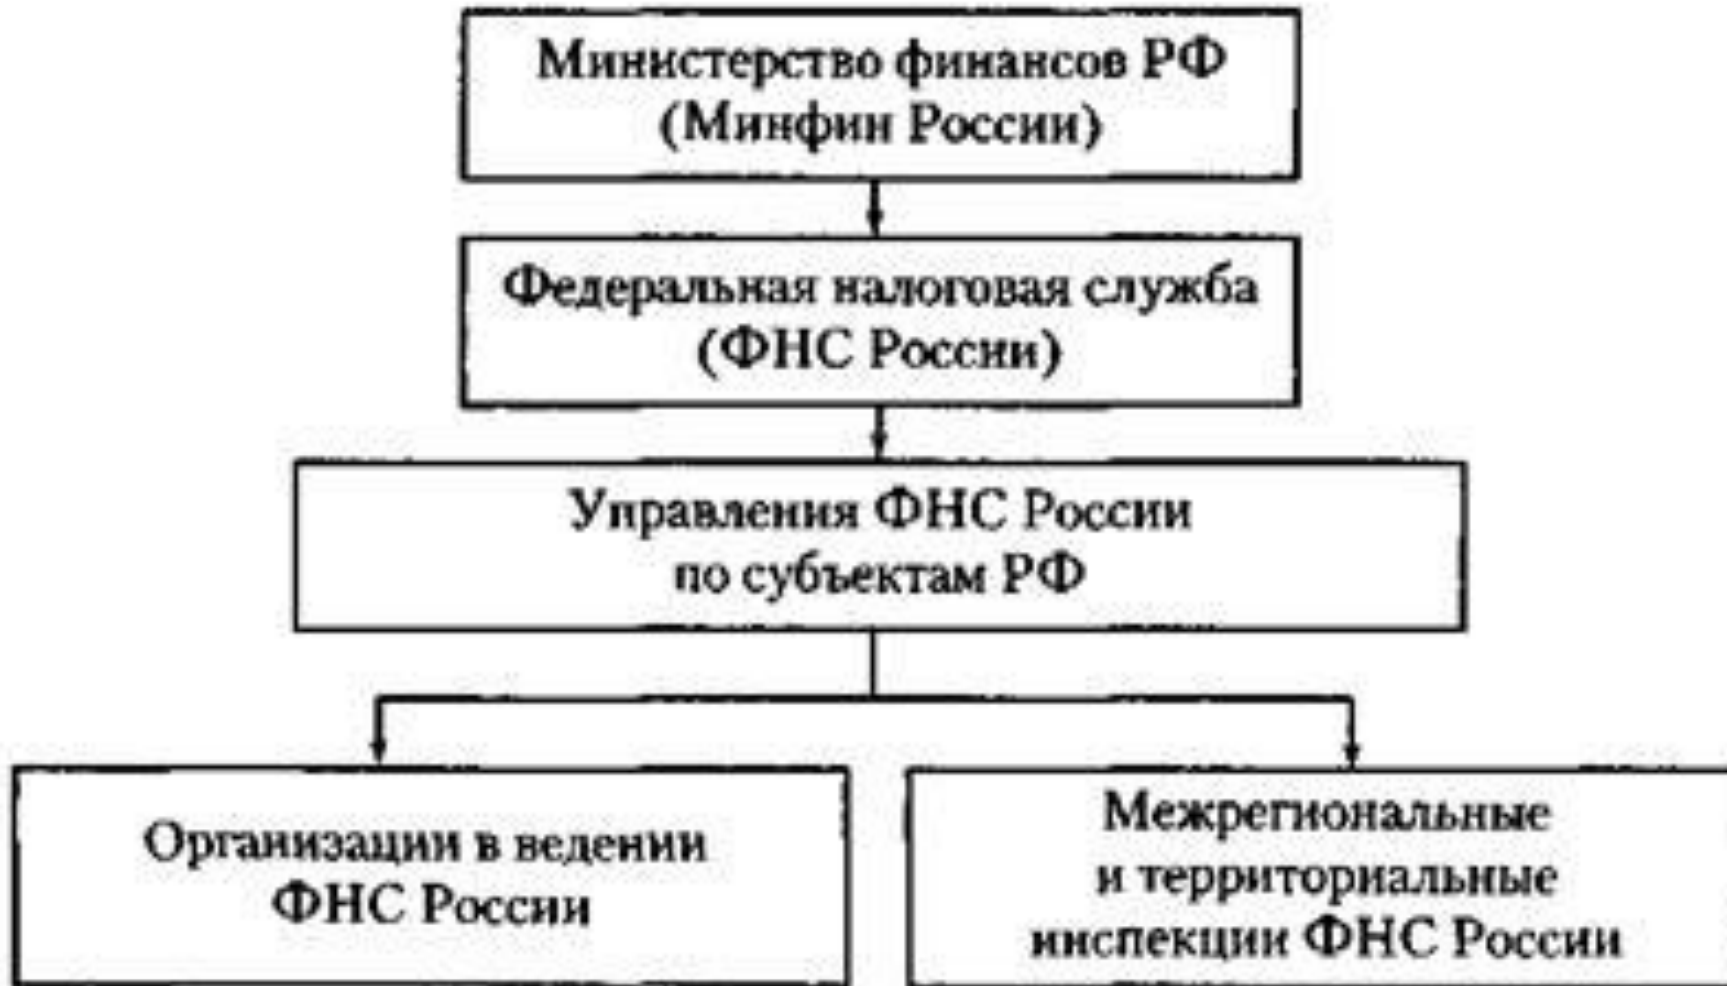 Министерство финансов РФ
(Минфин России)
Федеральная налоговая служба
(ФНС России)
Управления ФНС России
по субъектам РФ
Организации в ведении
ФНС России
Межрегиональные
и территориальные
инспекции ФНС России